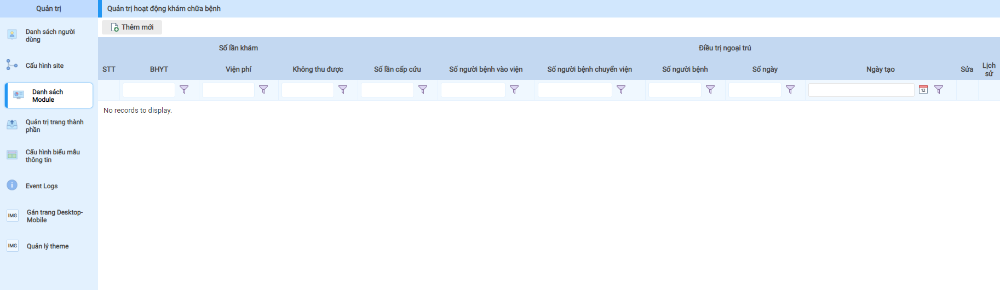 Quản trị
Quản trị hoạt động khám chữa bệnh
Danh sách người
dùng
Cấu hình site
Danh sách
Module
Quản trị trang thành
phần
Cấu hình biểu mẫu
thông tin
Event Logs
IMG
Gán trang Desktop-
Mobile
IMG
Quản lý theme
Thêm mới
Số lần khám
Điều trị ngoại trú
STT
BHYT
Viện phí
Không thu được
Số lần cấp cứu
Số người bệnh vào viện
Số người bệnh chuyển viện
Số người bệnh
Số ngày
Ngày tạo
Sửa
Lịch
sử
12
No records to display.